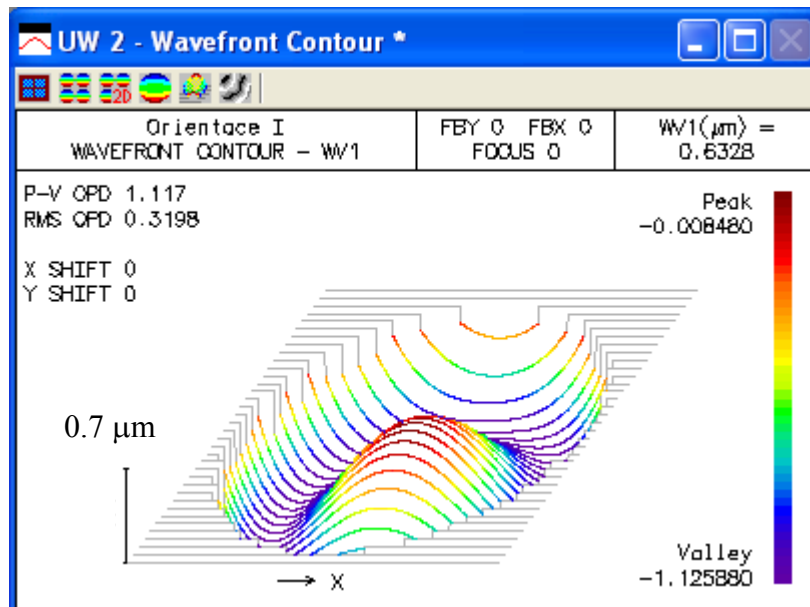 UW 2 - Wavefront Contour *
2D
Orientace I
WAVEFRONT CONTOUR - WV1
FBY 0 FBX 0
FOCUS 0
WV1(µm) =
0.6328
P-V OPD 1.117
RMS OPD 0.3198
X SHIFT 0
Y SHIFT 0
Peak
-0.008480
0.7 µm
X
Valley
-1.125880